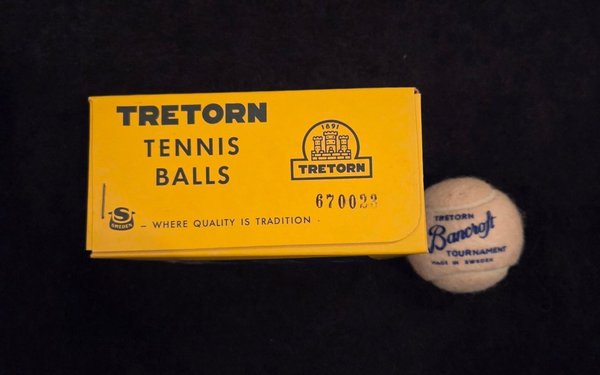 TRETORN
TENNIS
BALLS
1891
TRETORN
670023
S
SWEDEN
– WHERE QUALITY IS TRADITION
TRETORN
Bancroft
TOURNAMENT
MADE IN SWEDEN